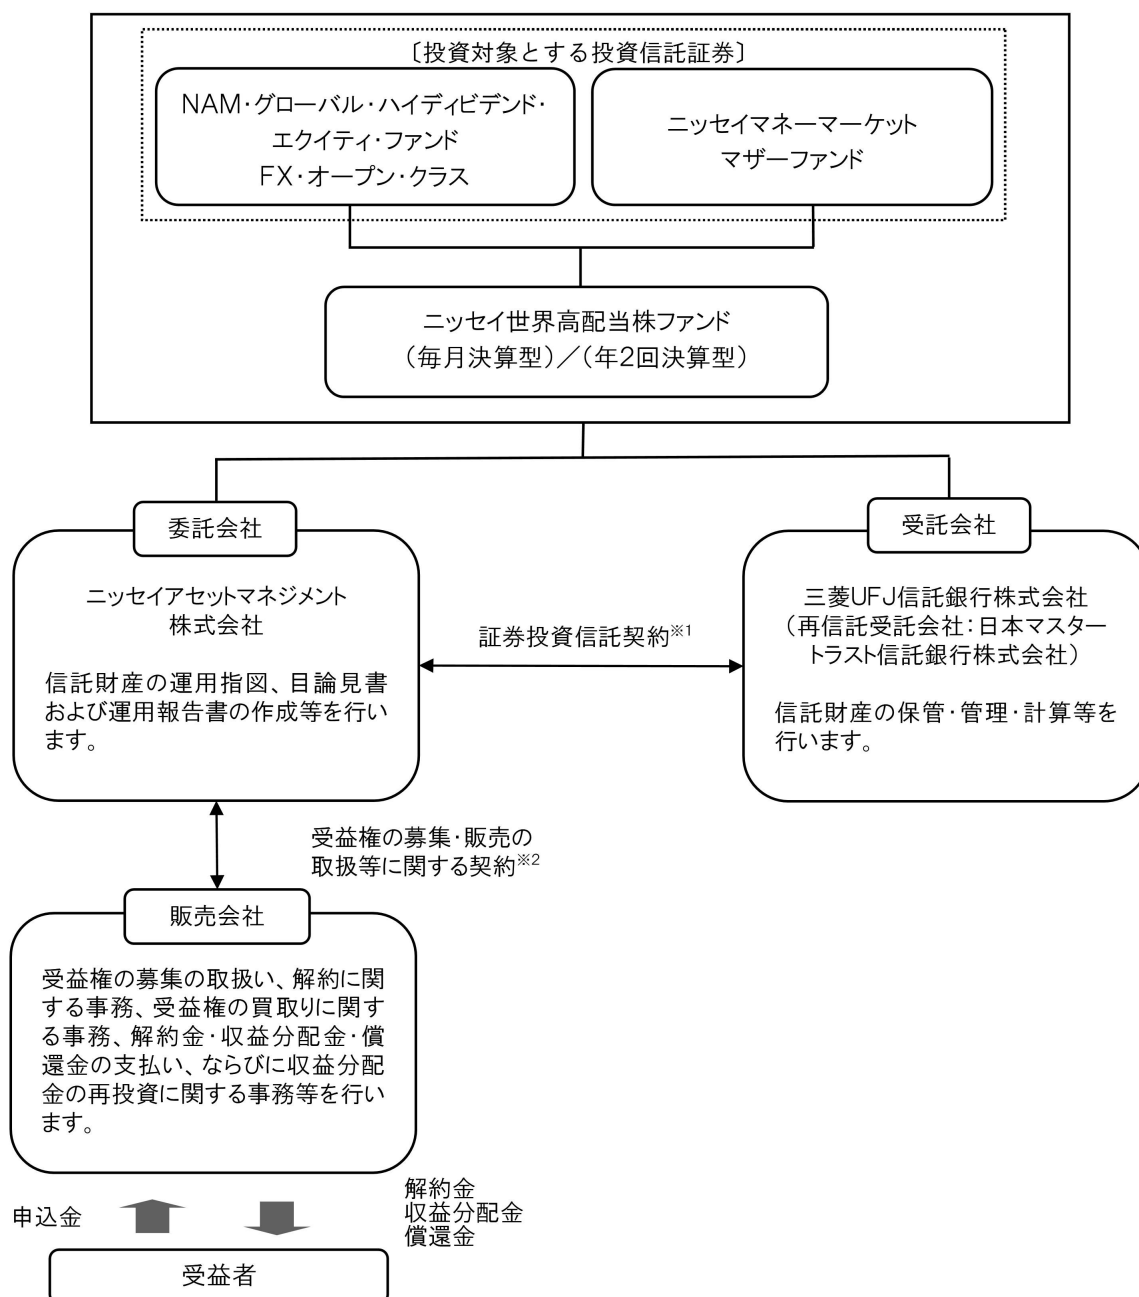 〔投資対象とする投資信託証券〕
NAM・グローバル・ハイディビデンド・
エクイティ・ファンド
FX・オープン・クラス
ニッセイマネーマーケット
マザーファンド
ニッセイ世界高配当株ファンド
（毎月決算型）／（年2回決算型）
委託会社
ニッセイアセットマネジメント
株式会社
信託財産の運用指図、目論見書
および運用報告書の作成等を行い
ます。
証券投資信託契約※1
受託会社
三菱UFJ信託銀行株式会社
（再信託受託会社：日本マスター
トラスト信託銀行株式会社）
信託財産の保管・管理・計算等を
行います。
受益権の募集・販売の
取扱等に関する契約※2
販売会社
受益権の募集の取扱い、解約に関
する事務、受益権の買取りに関す
る事務、解約金・収益分配金・償
還金の支払い、ならびに収益分配
金の再投資に関する事務等を行い
ます。
申込金
解約金
収益分配金
償還金
受益者